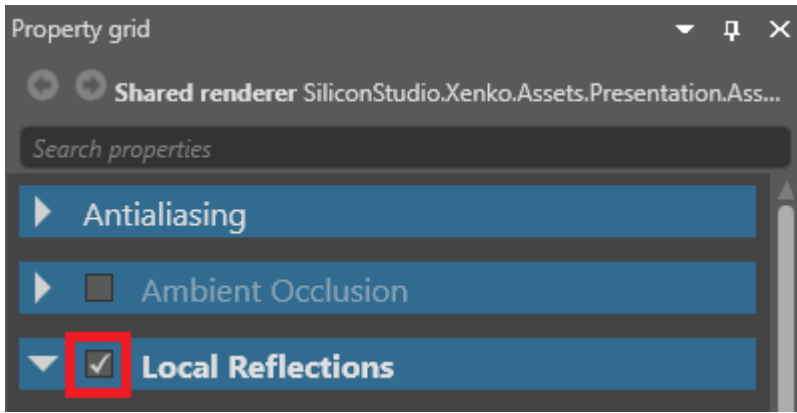 Property grid
Shared renderer SiliconStudio.Xenko.Assets.Presentation.Ass...
Search properties
Antialiasing
Ambient Occlusion
Local Reflections